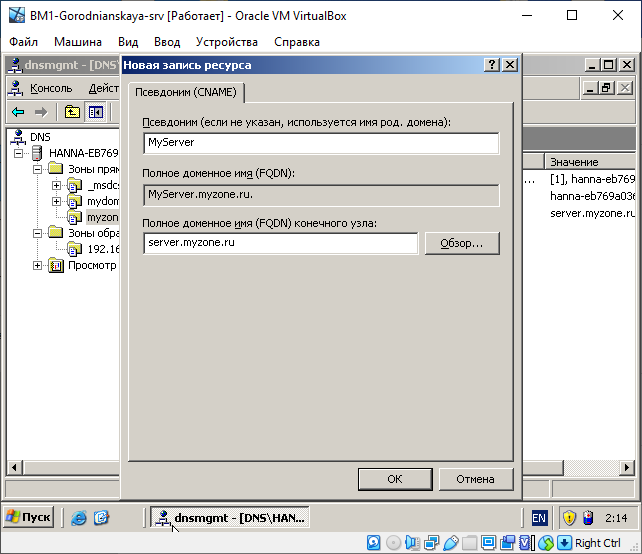 BM1-Gorodnianskaya-srv [Работает] - Oracle VM VirtualBox
Файл Машина Вид Ввод Устройства Справка
dnsmgmt - [DNS\
Новая запись ресурса
Консоль Дейст
Псевдоним (CNAME)
DNS
HANNA-EB769
Зоны прям
_msdcs
mydom
myzone
Зоны обра
192.16
Просмотр
Псевдоним (если не указан, используется имя род. домена):
MyServer
Полное доменное имя (FQDN):
MyServer.myzone.ru.
Полное доменное имя (FQDN) конечного узла:
server.myzone.ru
Обзор...
Значение
... [1], hanna-eb769
hanna-eb769a036
server.myzone.ru
OK Отмена
Пуск dnsmgmt - [DNS\HAN... EN 2:14
Right Ctrl